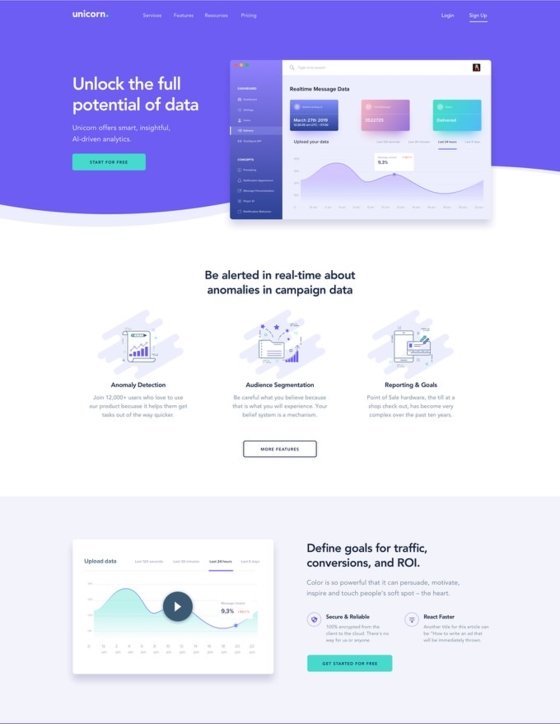 unicorn.
Services Features Resources Pricing Login Sign Up
Unlock the full
potential of data
Unicorn offers smart, insightful,
AI-driven analytics.
START FOR FREE
DASHBOARD
CONCEPTS
Realtime Message Data
March 27th 2019
3522725
Delivered
Upload your data
Last 24 hours
9.3%
Be alerted in real-time about
anomalies in campaign data
Anomaly Detection
Join 12,000+ users who love to use
our product because it helps them get
tasks out of the way quicker.
Audience Segmentation
Be careful what you believe because
that is what you will experience. Your
belief system is a mechanism.
Reporting & Goals
Point of Sale hardware, the till at a
shop check out, has become very
complex over the past ten years.
MORE FEATURES
Upload data
Last 24 hours
9.3%
Define goals for traffic,
conversions, and ROI.
Color is so powerful that it can persuade, motivate,
inspire and touch people's soft spot – the heart.
Secure & Reliable
100% encrypted from the
client to the cloud. There's no
way for us or anyone
React Faster
Another title for this article can
be "How to write an ad that
will be immediately thrown
GET STARTED FOR FREE